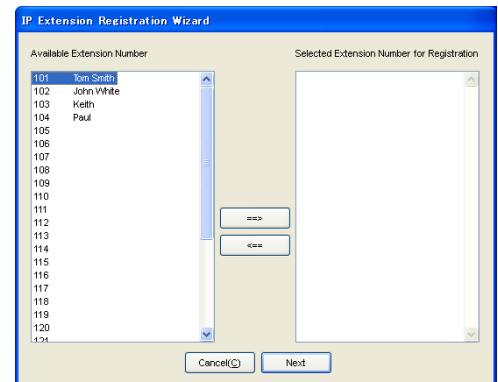 IP Extension Registration Wizard
Available Extension Number
Selected Extension Number for Registration
101 Tom Smith
102 John White
103 Keith
104 Paul
105
106
107
108
109
110
111
112
113
114
115
116
117
118
119
120
121
==>
<==
Cancel(C)
Next